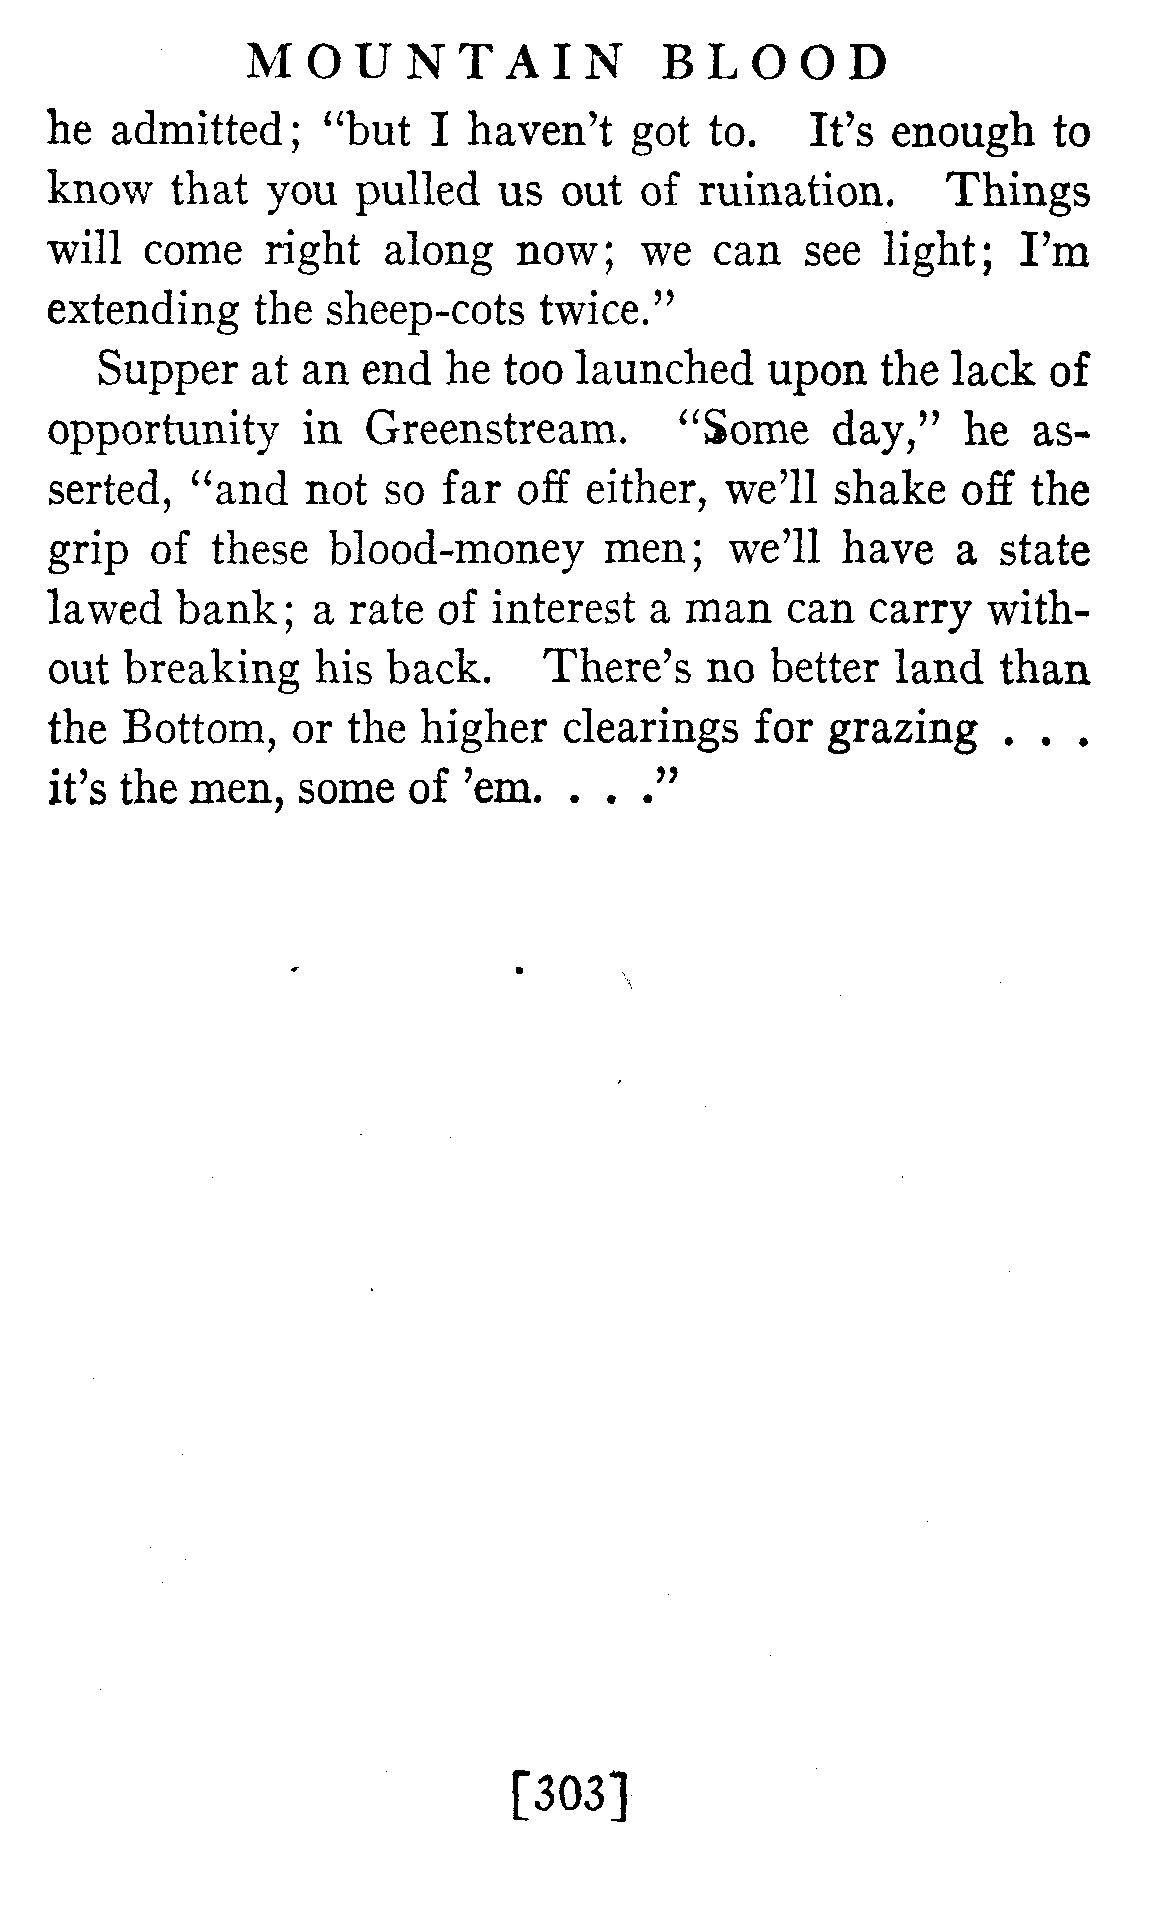 MOUNTAIN BLOOD
he admitted; “but I haven’t got to. It’s enough to
know that you pulled us out of ruination. Things
will come right along now; we can see light; I’m
extending the sheep-cots twice.”
Supper at an end he too launched upon the lack of
opportunity in Greenstream. “Some day,” he as-
serted, “and not so far off either, we’ll shake off the
grip of these blood-money men; we’ll have a state
lawed bank; a rate of interest a man can carry with-
out breaking his back. There’s no better land than
the Bottom, or the higher clearings for grazing . . .
it’s the men, some of ’em. . . .”
[303]